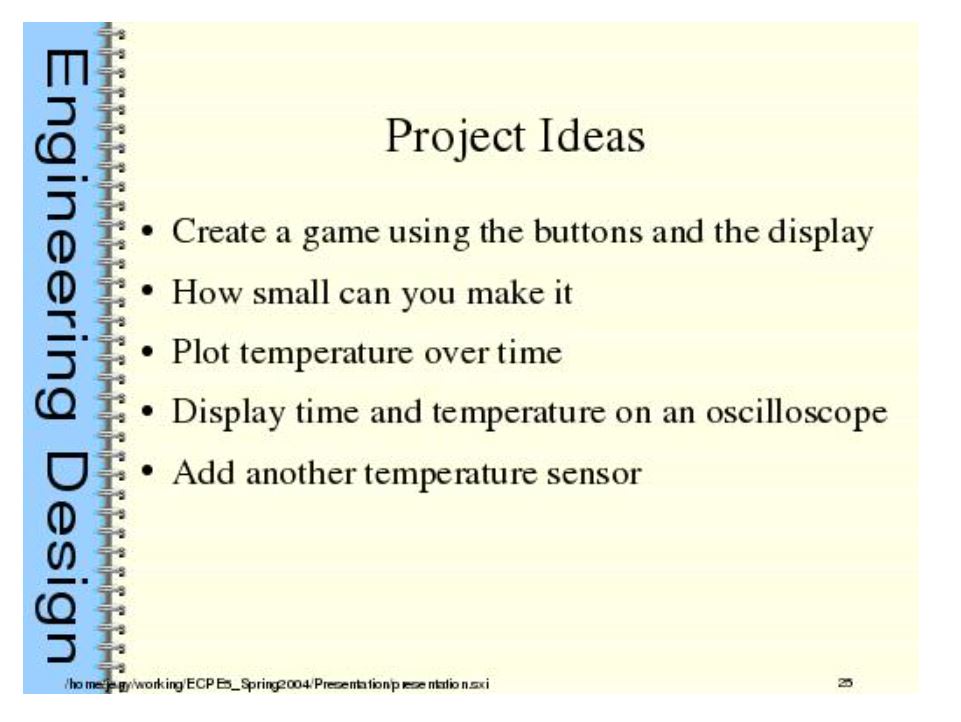 Engineering Design
Project Ideas
• Create a game using the buttons and the display
• How small can you make it
• Plot temperature over time
• Display time and temperature on an oscilloscope
• Add another temperature sensor
/working/ECPE5_Spring2004/Presentation/presentation.sxi
25